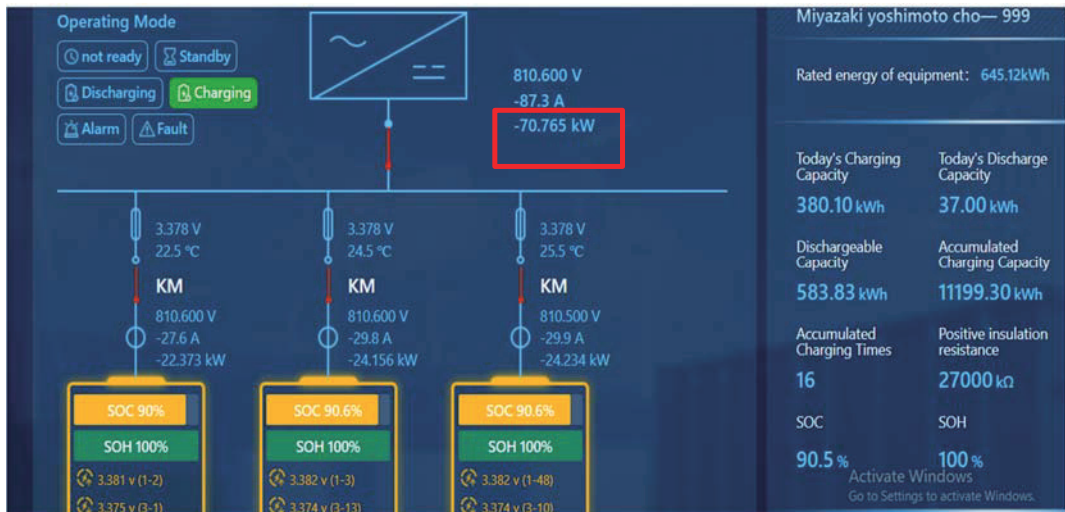 Operating Mode
not ready
Standby
Discharging
Charging
Alarm
Fault
810.600 V
-87.3 A
-70.765 kW
3.378 V
22.5 ℃
KM
810.600 V
-27.6 A
-22.373 kW
SOC 90%
SOH 100%
3.381 v (1-2)
3.375 v (3-1)
3.378 V
24.5 ℃
KM
810.600 V
-29.8 A
-24.156 kW
SOC 90.6%
SOH 100%
3.382 v (1-3)
3.374 v (3-13)
3.378 V
25.5 ℃
KM
810.500 V
-29.9 A
-24.234 kW
SOC 90.6%
SOH 100%
3.382 v (1-48)
3.374 v (3-10)
Miyazaki yoshimoto cho— 999
Rated energy of equipment: 645.12kWh
Today's Charging
Capacity
380.10 kWh
Today's Discharge
Capacity
37.00 kWh
Dischargeable
Capacity
583.83 kWh
Accumulated
Charging Capacity
11199.30 kWh
Accumulated
Charging Times
16
Positive insulation
resistance
27000 kΩ
SOC
90.5 %
SOH
100 %
Activate Windows
Go to Settings to activate Windows.